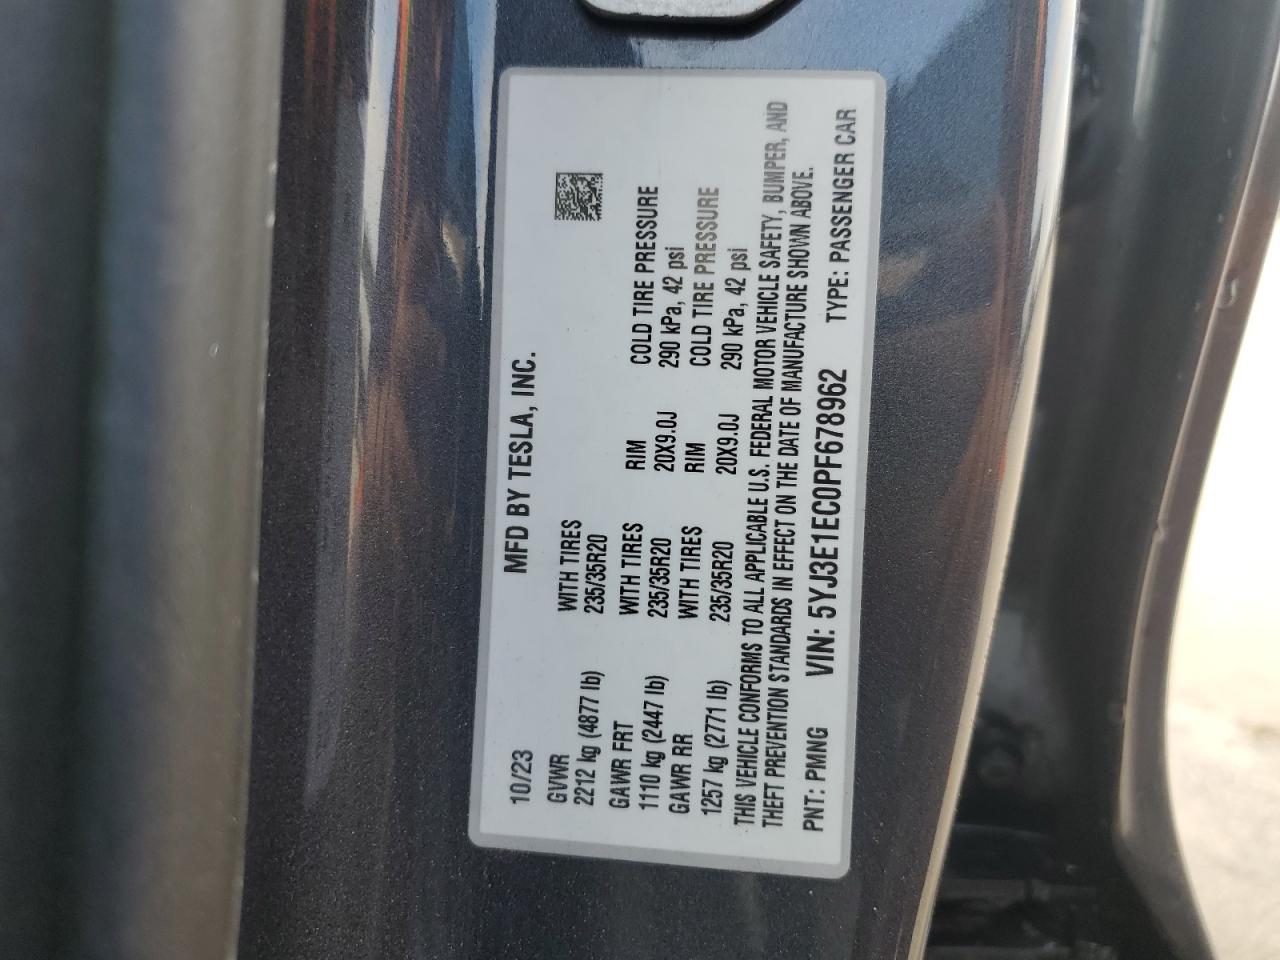 MFD BY TESLA, INC.
10/23
GVWR WITH TIRES
2212 kg (4877 lb) 235/35R20
GAWR FRT WITH TIRES RIM COLD TIRE PRESSURE
1110 kg (2447 lb) 235/35R20 20X9.0J 290 kPa, 42 psi
GAWR RR WITH TIRES RIM COLD TIRE PRESSURE
1257 kg (2771 lb) 235/35R20 20X9.0J 290 kPa, 42 psi
THIS VEHICLE CONFORMS TO ALL APPLICABLE U.S. FEDERAL MOTOR VEHICLE SAFETY, BUMPER, AND
THEFT PREVENTION STANDARDS IN EFFECT ON THE DATE OF MANUFACTURE SHOWN ABOVE.
PNT: PMNG VIN: 5YJ3E1EC0PF678962 TYPE: PASSENGER CAR